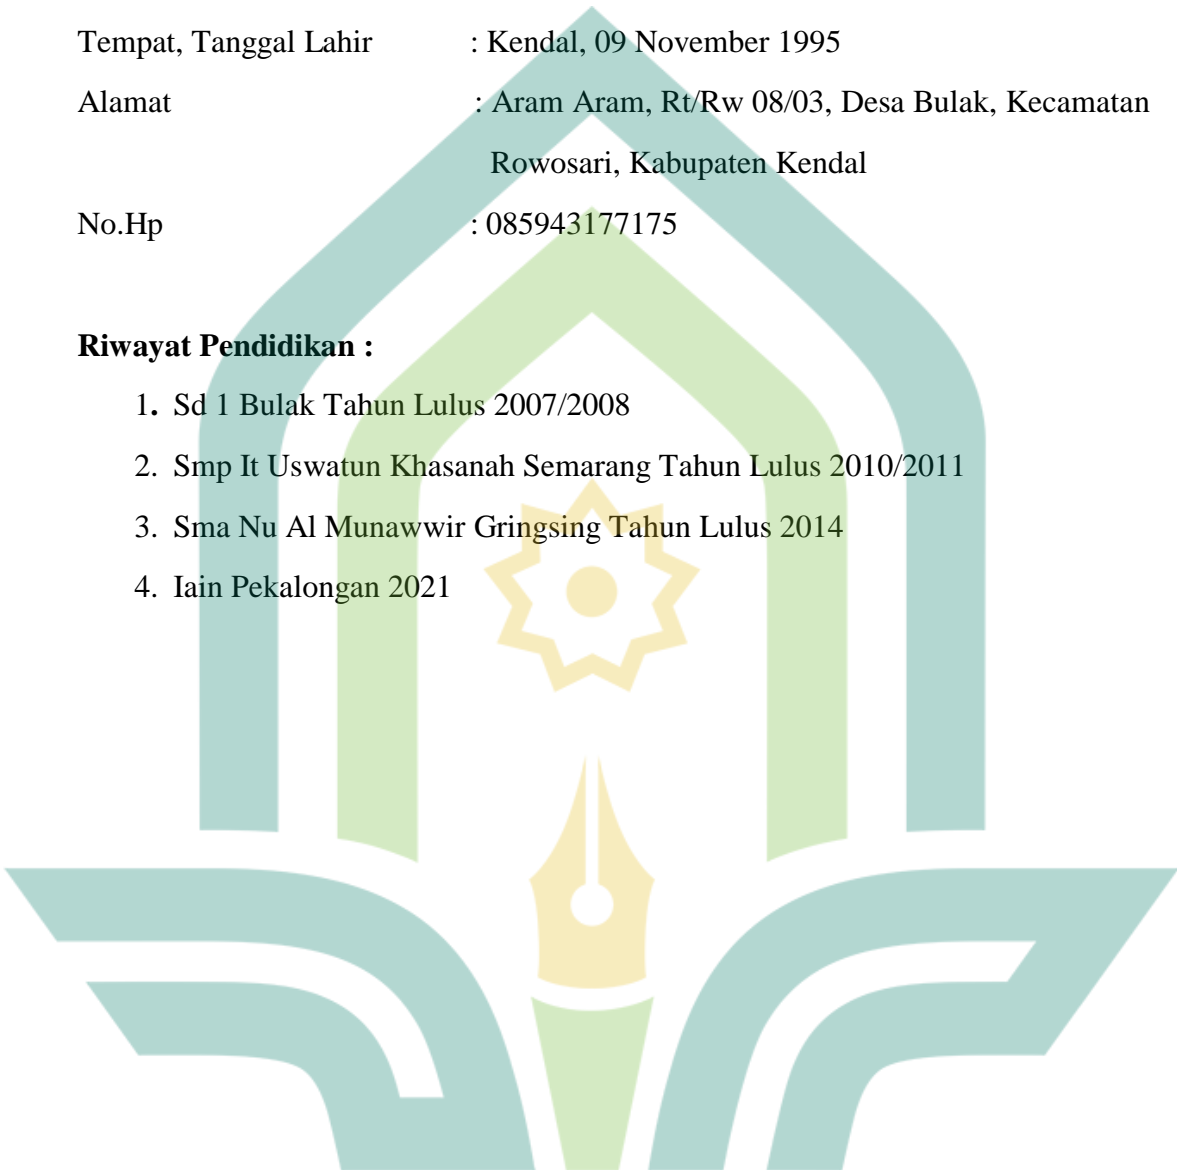 Tempat, Tanggal Lahir : Kendal, 09 November 1995
Alamat : Aram Aram, Rt/Rw 08/03, Desa Bulak, Kecamatan
Rowosari, Kabupaten Kendal
No.Hp : 085943177175
Riwayat Pendidikan :
1. Sd 1 Bulak Tahun Lulus 2007/2008
2. Smp It Uswatun Khasanah Semarang Tahun Lulus 2010/2011
3. Sma Nu Al Munawwir Gringsing Tahun Lulus 2014
4. Iain Pekalongan 2021